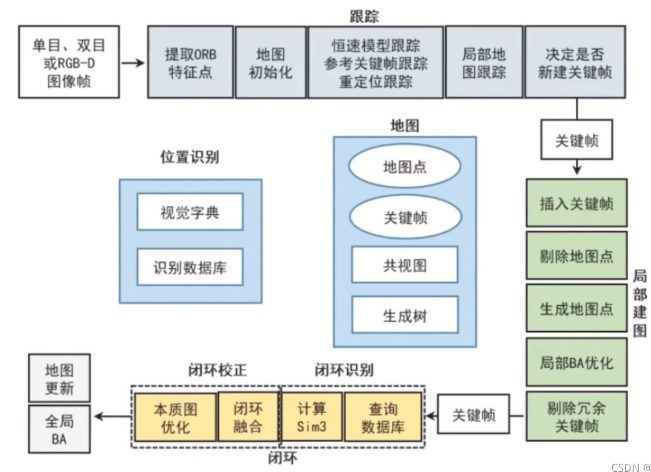 跟踪
单目、双目
或RGB-D
图像帧
提取ORB
特征点
地图
初始化
恒速模型跟踪
参考关键帧跟踪
重定位跟踪
局部地
图跟踪
决定是否
新建关键帧
关键帧
位置识别
视觉字典
识别数据库
地图
地图点
关键帧
共视图
生成树
插入关键帧
剔除地图点
生成地图点
局部BA优化
剔除冗余
关键帧
局部建图
关键帧
闭环校正
闭环识别
本质图
优化
闭环
融合
计算
Sim3
查询
数据库
闭环
地图
更新
全局
BA
CSDN @